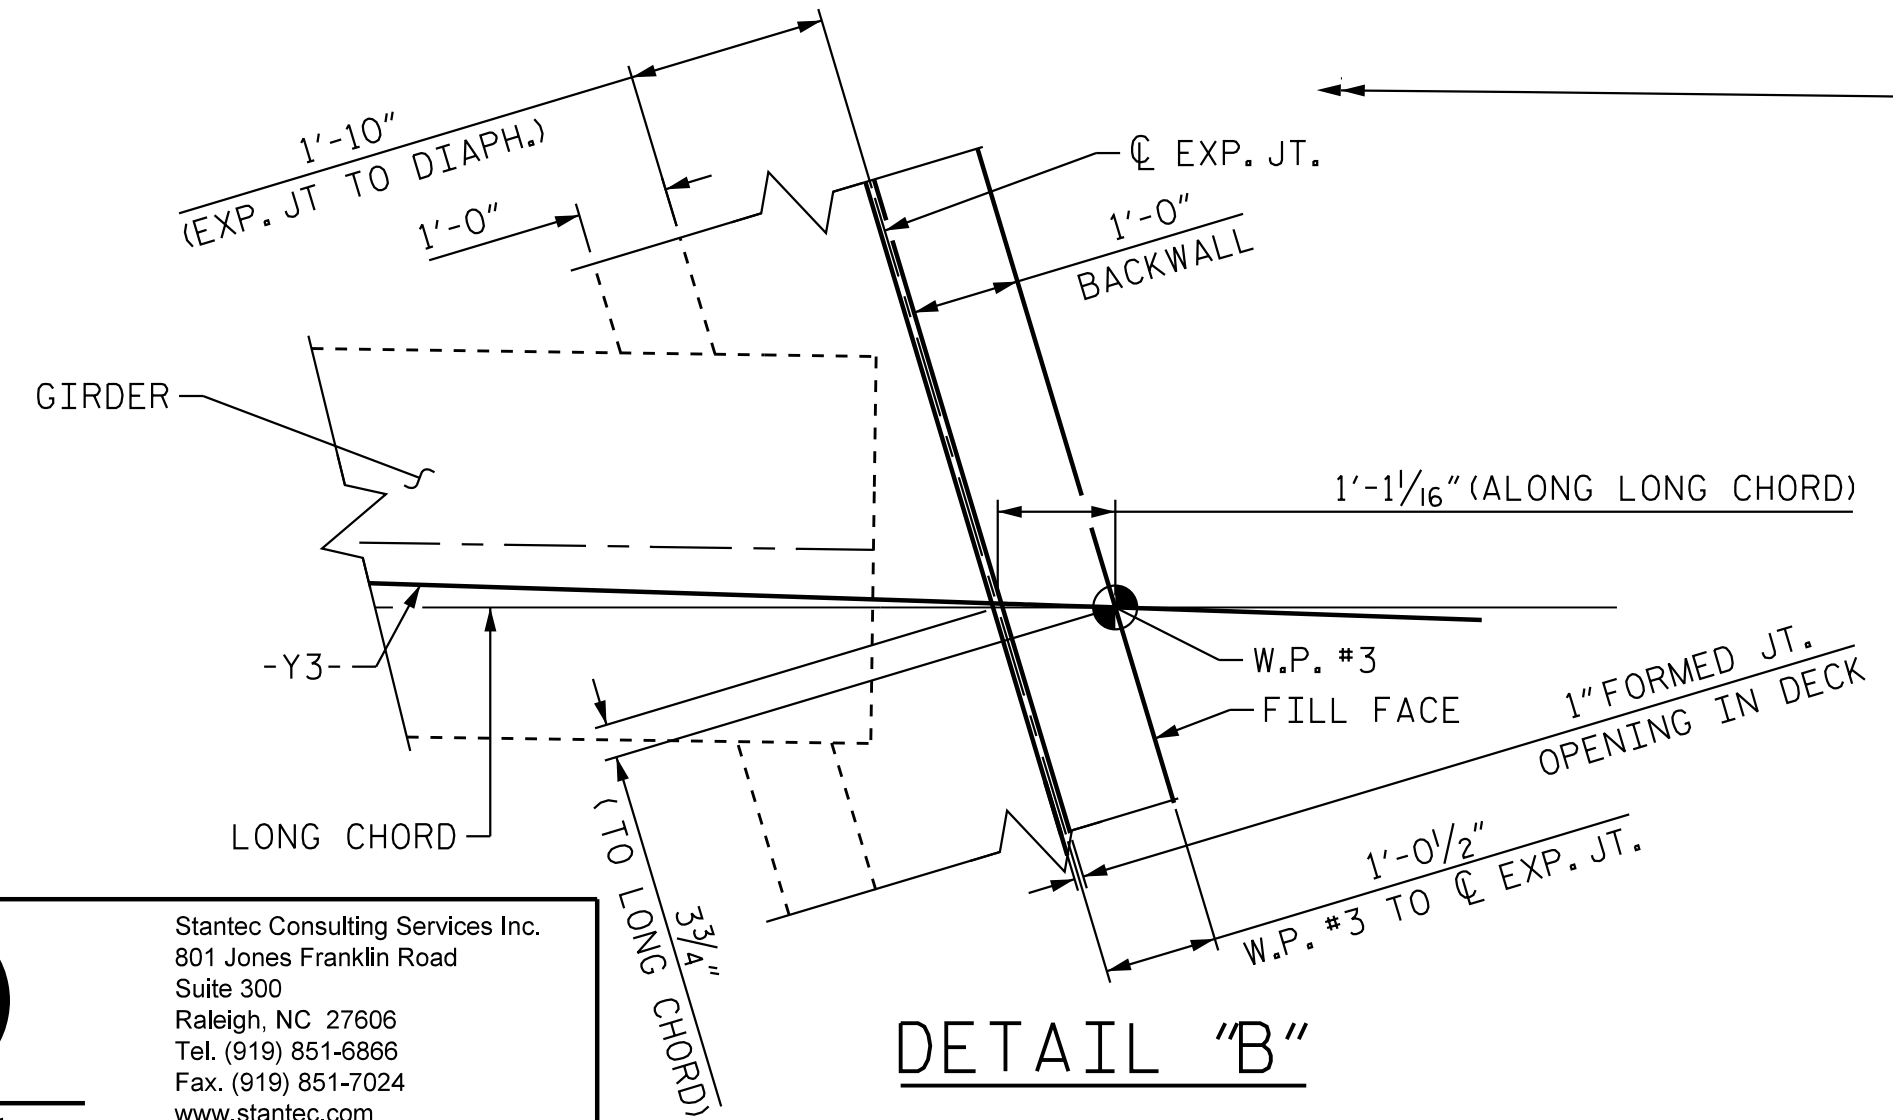 1'-10"
(EXP. JT TO DIAPH.)
1'-0"
℄ EXP. JT.
1'-0"
BACKWALL
GIRDER
1'-1 1/16" (ALONG LONG CHORD)
-Y3-
W.P. #3
FILL FACE
1" FORMED JT.
OPENING IN DECK
LONG CHORD
3 3/4"
(TO LONG CHORD)
1'-0 1/2"
W.P. #3 TO ℄ EXP. JT.
DETAIL "B"
Stantec Consulting Services Inc.
801 Jones Franklin Road
Suite 300
Raleigh, NC 27606
Tel. (919) 851-6866
Fax. (919) 851-7024
www.stantec.com